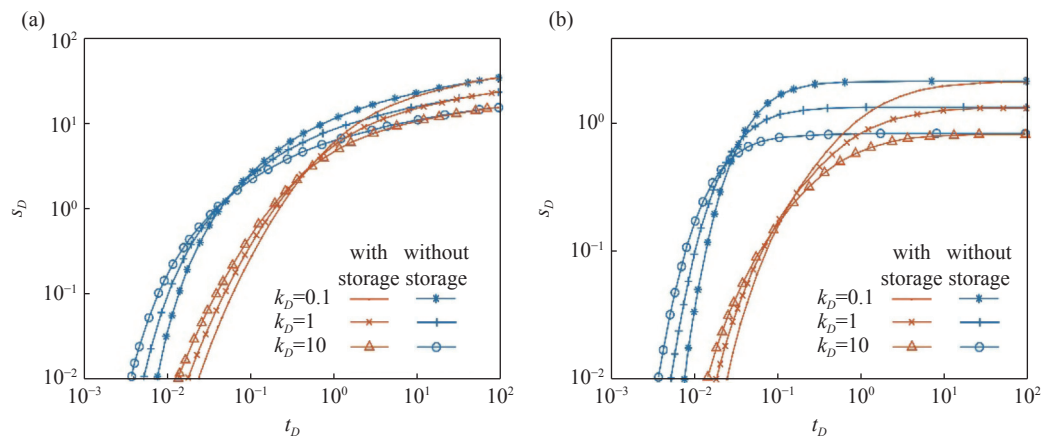 (a)
(b)
10² 10¹ 10⁰ 10⁻¹ 10⁻²
s_D
10⁻³ 10⁻² 10⁻¹ 10⁰ 10¹ 10²
t_D
with without
storage storage
k_D=0.1
k_D=1
k_D=10
10⁰ 10⁻¹ 10⁻²
s_D
10⁻³ 10⁻² 10⁻¹ 10⁰ 10¹ 10²
t_D
with without
storage storage
k_D=0.1
k_D=1
k_D=10